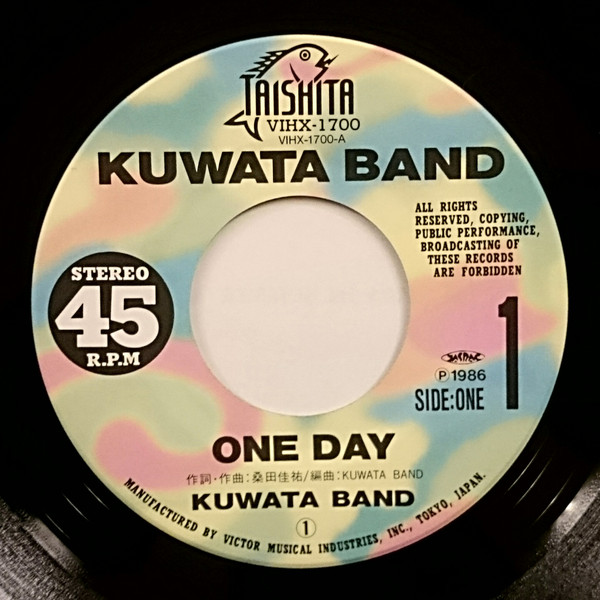 TAISHITA
VIHX-1700
VIHX-1700-A
KUWATA BAND
ALL RIGHTS
RESERVED, COPYING,
PUBLIC PERFORMANCE,
BROADCASTING OF
THESE RECORDS
ARE FORBIDDEN
STEREO
45
R.P.M
1
JASRAC
Ⓟ1986
SIDE:ONE
ONE DAY
作詞・作曲:桑田佳祐/編曲:KUWATA BAND
KUWATA BAND
①
MANUFACTURED BY VICTOR MUSICAL INDUSTRIES, INC., TOKYO, JAPAN.